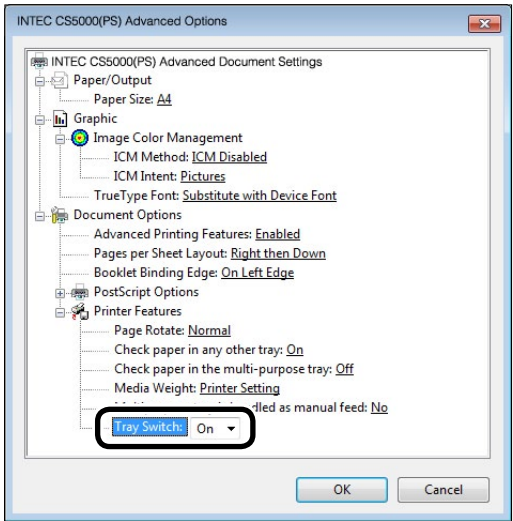 INTEC CS5000(PS) Advanced Options
INTEC CS5000(PS) Advanced Document Settings
Paper/Output
Paper Size: A4
Graphic
Image Color Management
ICM Method: ICM Disabled
ICM Intent: Pictures
TrueType Font: Substitute with Device Font
Document Options
Advanced Printing Features: Enabled
Pages per Sheet Layout: Right then Down
Booklet Binding Edge: On Left Edge
PostScript Options
Printer Features
Page Rotate: Normal
Check paper in any other tray: On
Check paper in the multi-purpose tray: Off
Media Weight: Printer Setting
as manual feed: No
Tray Switch: On
OK Cancel